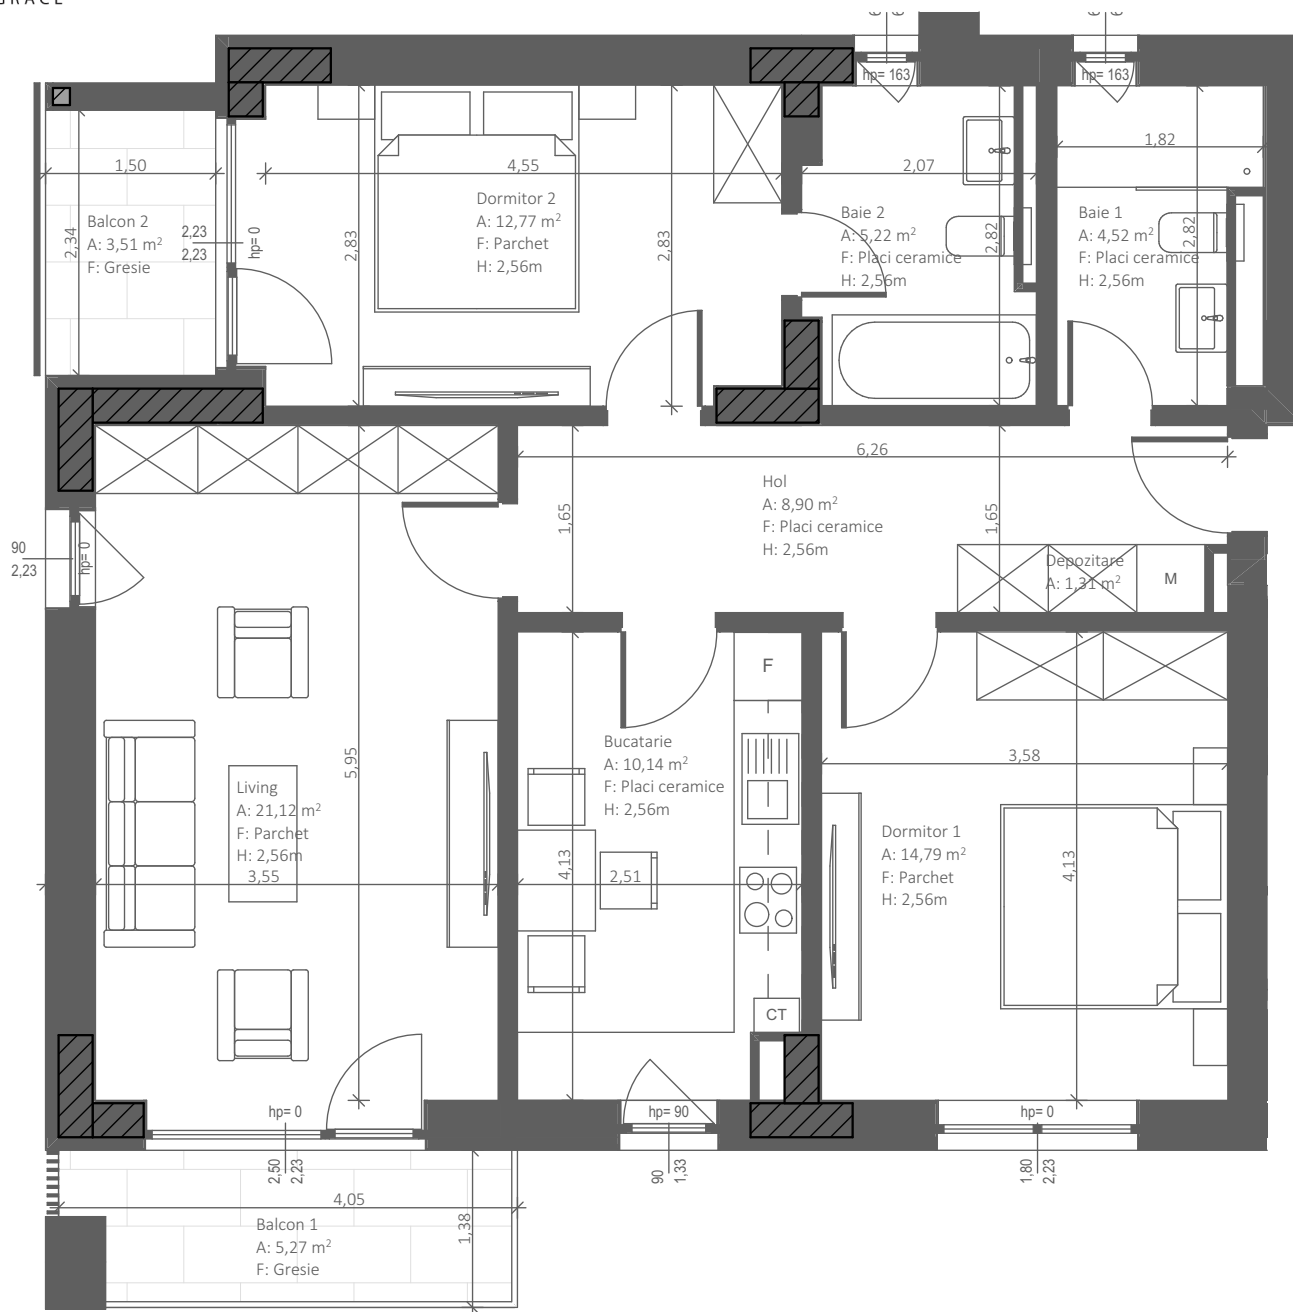 GRACE
hp= 163
hp= 163
1,50
4,55
2,07
1,82
Dormitor 2
A: 12,77 m²
F: Parchet
H: 2,56m
Balcon 2
A: 3,51 m²
F: Gresie
2,34
2,23
2,23
hp= 0
2,83
2,83
Baie 2
A: 5,22 m²
F: Placi ceramice
H: 2,56m
2,82
Baie 1
A: 4,52 m²
F: Placi ceramice
H: 2,56m
2,82
6,26
Hol
A: 8,90 m²
F: Placi ceramice
H: 2,56m
1,65
1,65
90
2,23
hp= 0
Depozitare
A: 1,31 m²
M
F
Bucatarie
A: 10,14 m²
F: Placi ceramice
H: 2,56m
3,58
5,95
Living
A: 21,12 m²
F: Parchet
H: 2,56m
3,55
Dormitor 1
A: 14,79 m²
F: Parchet
H: 2,56m
4,13
2,51
4,13
CT
hp= 0
hp= 90
hp= 0
2,50
2,23
90
1,33
1,80
2,23
4,05
1,38
Balcon 1
A: 5,27 m²
F: Gresie